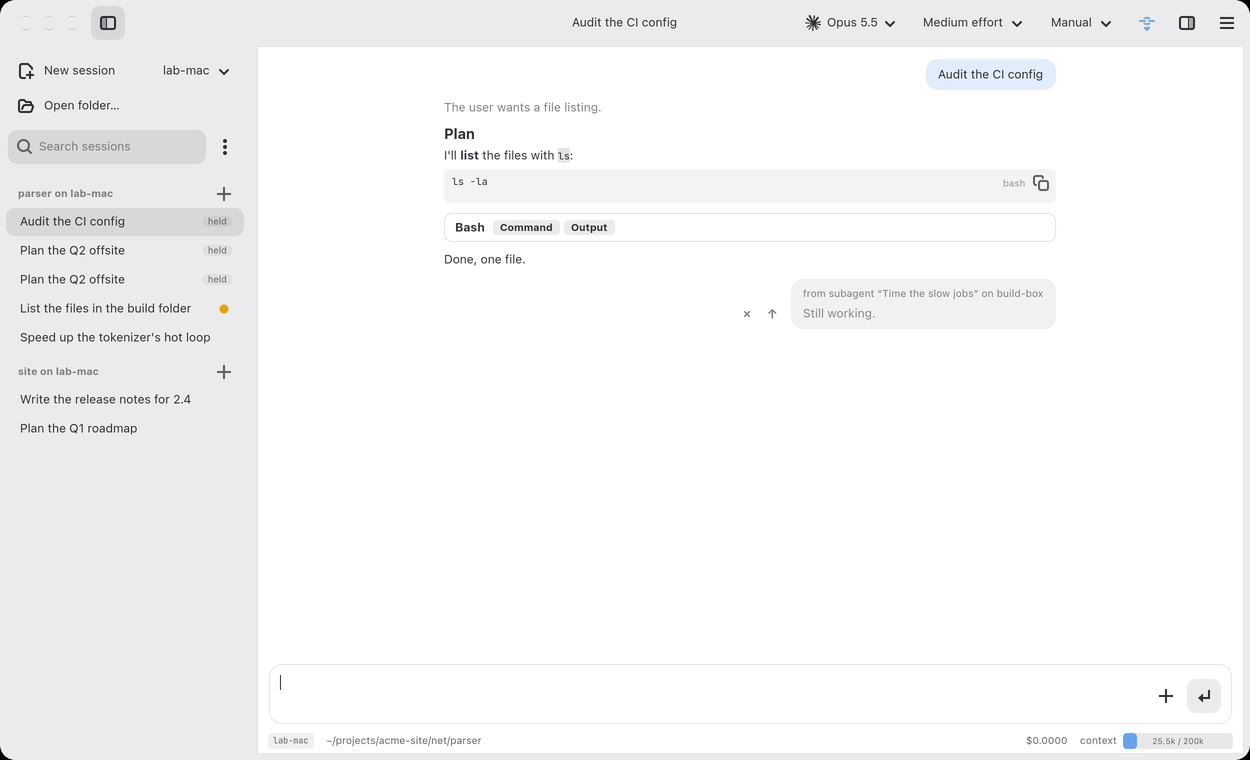 Audit the CI config
Opus 5.5
Medium effort
Manual
New session
lab-mac
Open folder...
Search sessions
parser on lab-mac
Audit the CI config
held
Plan the Q2 offsite
held
Plan the Q2 offsite
held
List the files in the build folder
Speed up the tokenizer's hot loop
site on lab-mac
Write the release notes for 2.4
Plan the Q1 roadmap
Audit the CI config
The user wants a file listing.
Plan
I'll list the files with ls:
ls -la
bash
Bash Command Output
Done, one file.
from subagent “Time the slow jobs” on build-box
Still working.
lab-mac
~/projects/acme-site/net/parser
$0.0000
context
25.5k / 200k